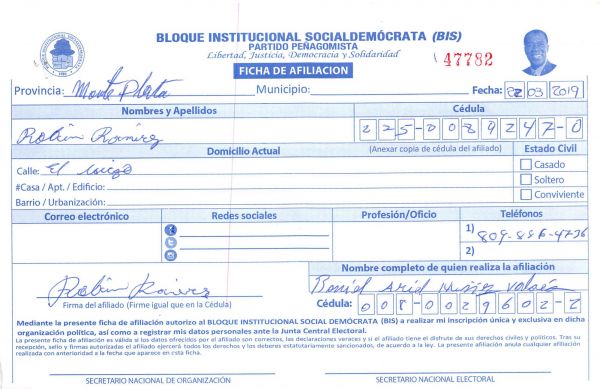 BLOQUE INSTITUCIONAL SOCIALDEMÓCRATA (BIS)
PARTIDO PEÑAGOMISTA
Libertad, Justicia, Democracia y Solidaridad
47782
FICHA DE AFILIACION
Provincia: Monte Plata Municipio: Fecha: 22 03 2019
Nombres y Apellidos Cédula
Robin Ramirez 225-0089247-0
Domicilio Actual (Anexar copia de cédula del afiliado) Estado Civil
Calle: El
Casado
#Casa / Apt. / Edificio: Soltero
Barrio / Urbanización: Conviviente
Correo electrónico Redes sociales Profesión/Oficio Teléfonos
1) 809-886-4736
2)
Nombre completo de quien realiza la afiliación
Robin Ramirez
Firma del afiliado (Firme igual que en la Cédula) Cédula: 001-0029602-2
Mediante la presente ficha de afiliación autorizo al BLOQUE INSTITUCIONAL SOCIAL DEMÓCRATA (BIS) a realizar mi inscripción única y exclusiva en dicha
organización política, así como a registrar mis datos personales ante la Junta Central Electoral.
La presente ficha de afiliación es válida si los datos ofrecidos por el afiliado son correctos, las declaraciones veraces y si el afiliado tiene el disfrute de sus derechos civiles y políticos. Tras su
recepción, sello y firmas autorizadas el afiliado ejercerá todos los derechos y los deberes estatutariamente sancionados, de acuerdo a la ley. La presente afiliación anula cualquier afiliación
realizada con anterioridad a la fecha que aparece en esta ficha.
SECRETARIO NACIONAL DE ORGANIZACIÓN SECRETARIO NACIONAL ELECTORAL